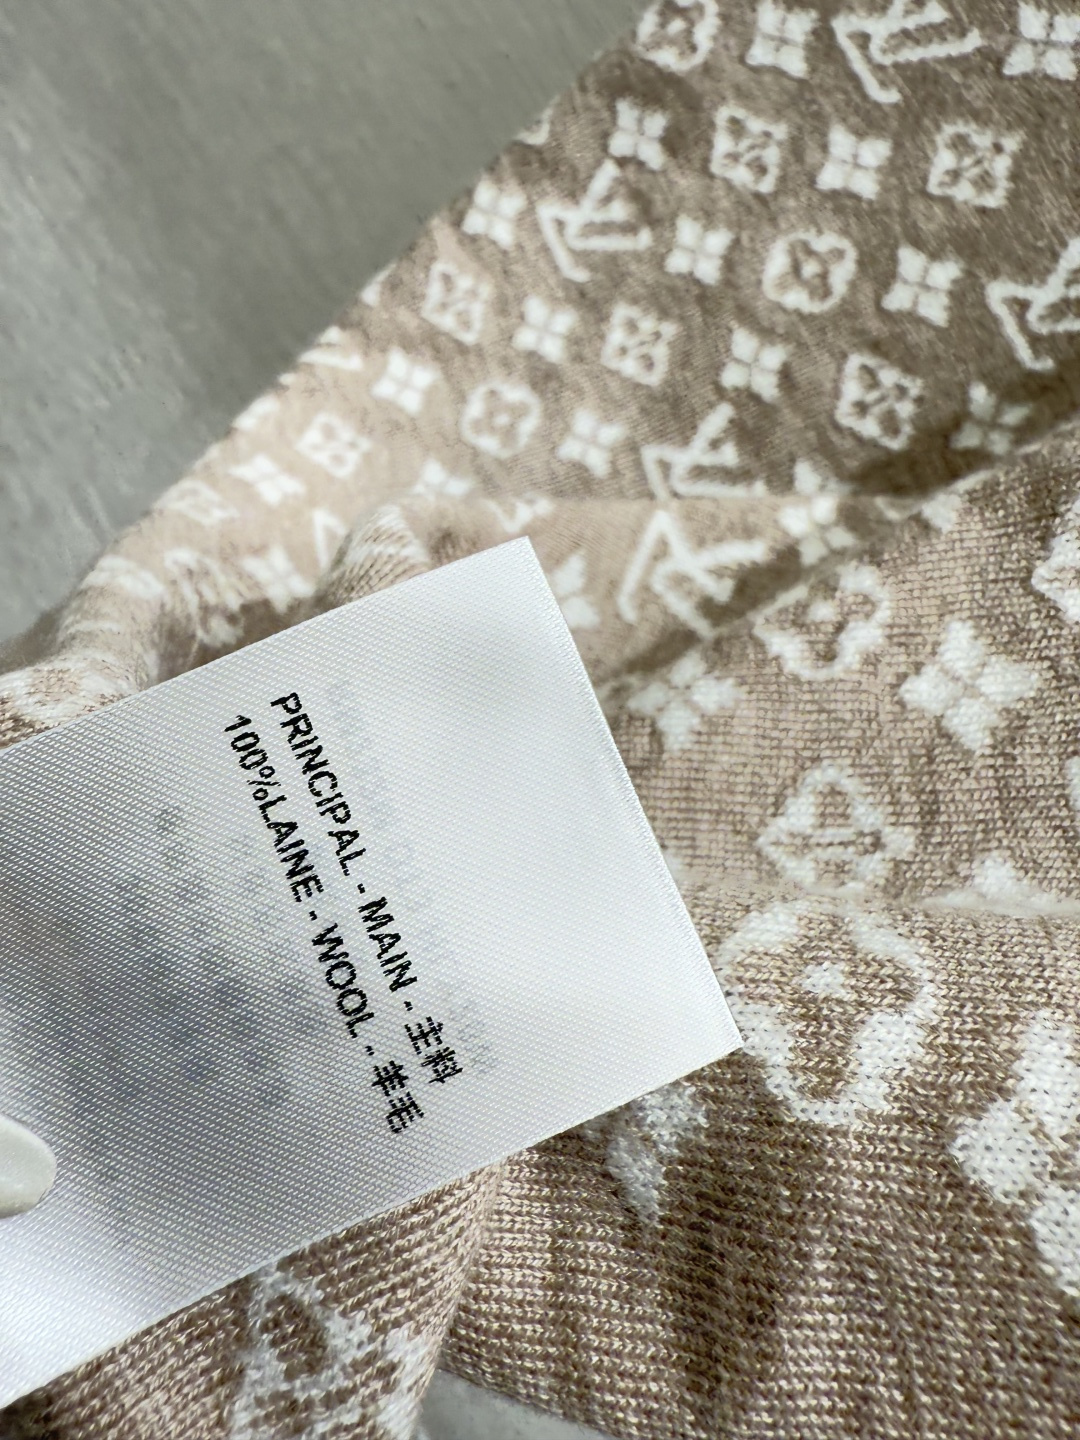 PRINCIPAL - MAIN - 主料
100%LAINE - WOOL - 羊毛